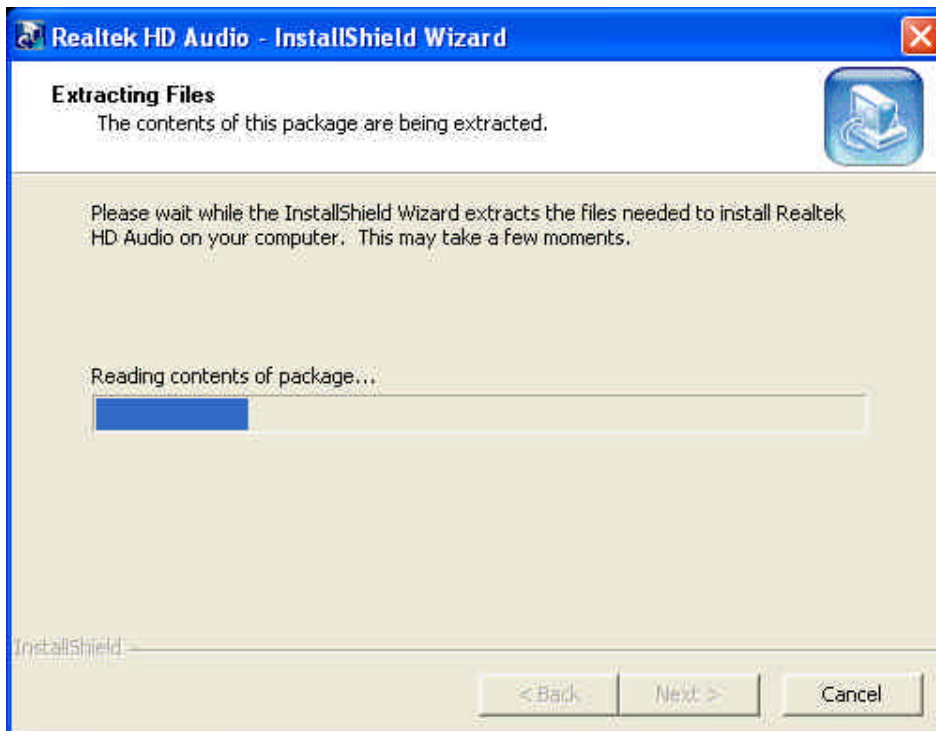 Realtek HD Audio - InstallShield Wizard
Extracting Files
The contents of this package are being extracted.
Please wait while the InstallShield Wizard extracts the files needed to install Realtek
HD Audio on your computer.  This may take a few moments.
Reading contents of package...
InstallShield
< Back
Next >
Cancel